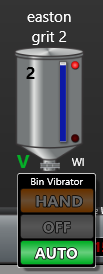 easton
grit 2
2
V WI
Bin Vibrator
HAND
OFF
AUTO